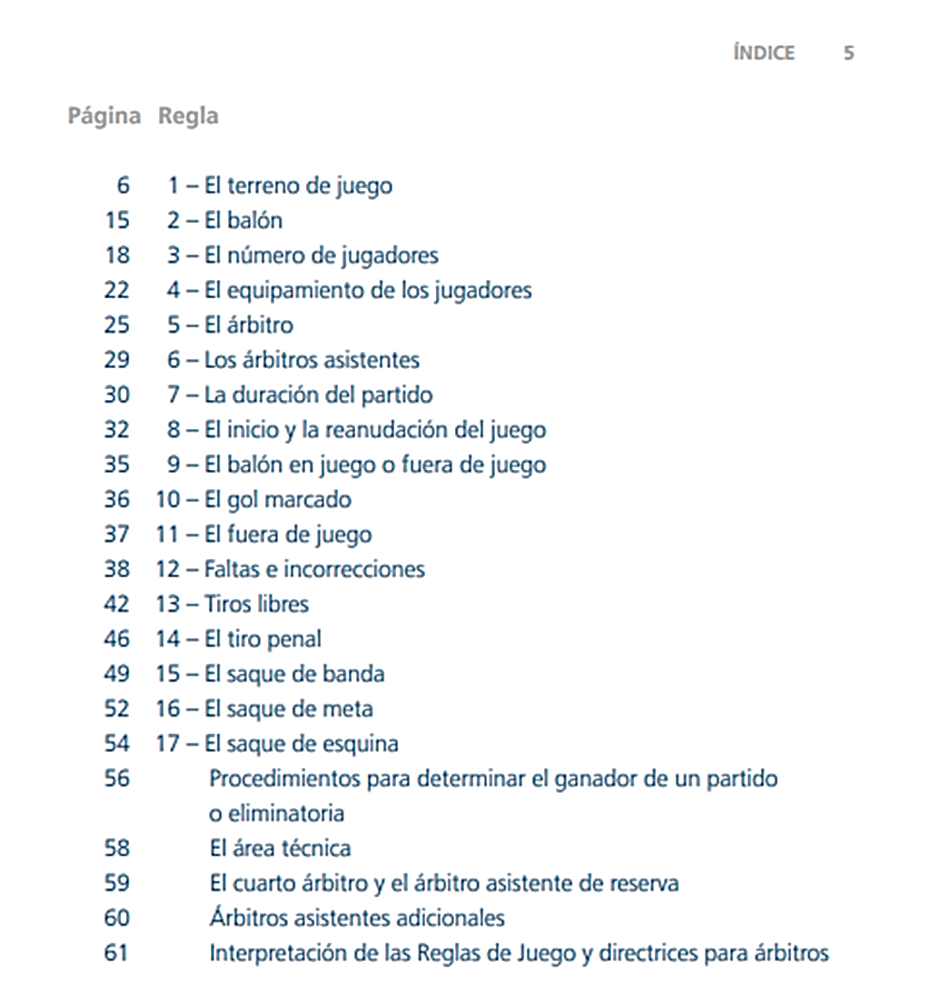 ÍNDICE 5
Página Regla
6 1 – El terreno de juego
15 2 – El balón
18 3 – El número de jugadores
22 4 – El equipamiento de los jugadores
25 5 – El árbitro
29 6 – Los árbitros asistentes
30 7 – La duración del partido
32 8 – El inicio y la reanudación del juego
35 9 – El balón en juego o fuera de juego
36 10 – El gol marcado
37 11 – El fuera de juego
38 12 – Faltas e incorrecciones
42 13 – Tiros libres
46 14 – El tiro penal
49 15 – El saque de banda
52 16 – El saque de meta
54 17 – El saque de esquina
56 Procedimientos para determinar el ganador de un partido
o eliminatoria
58 El área técnica
59 El cuarto árbitro y el árbitro asistente de reserva
60 Árbitros asistentes adicionales
61 Interpretación de las Reglas de Juego y directrices para árbitros